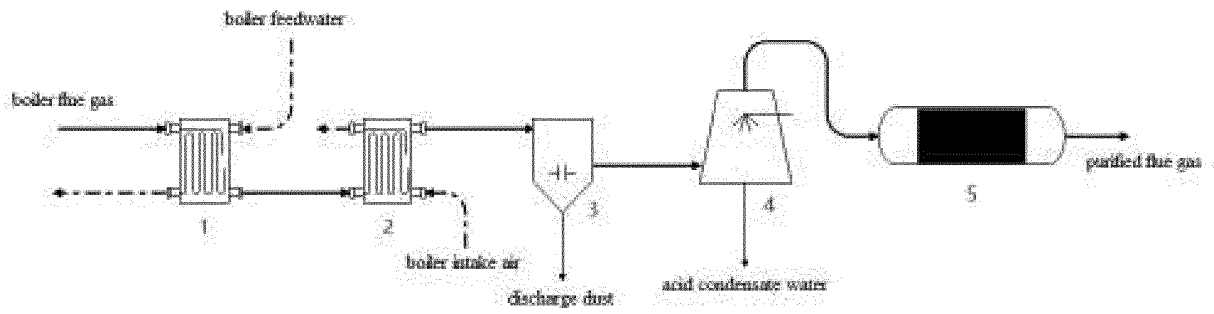 boiler feedwater
boiler flue gas
purified flue gas
1
2
3
4
5
boiler intake air
discharge dust
acid condensate water